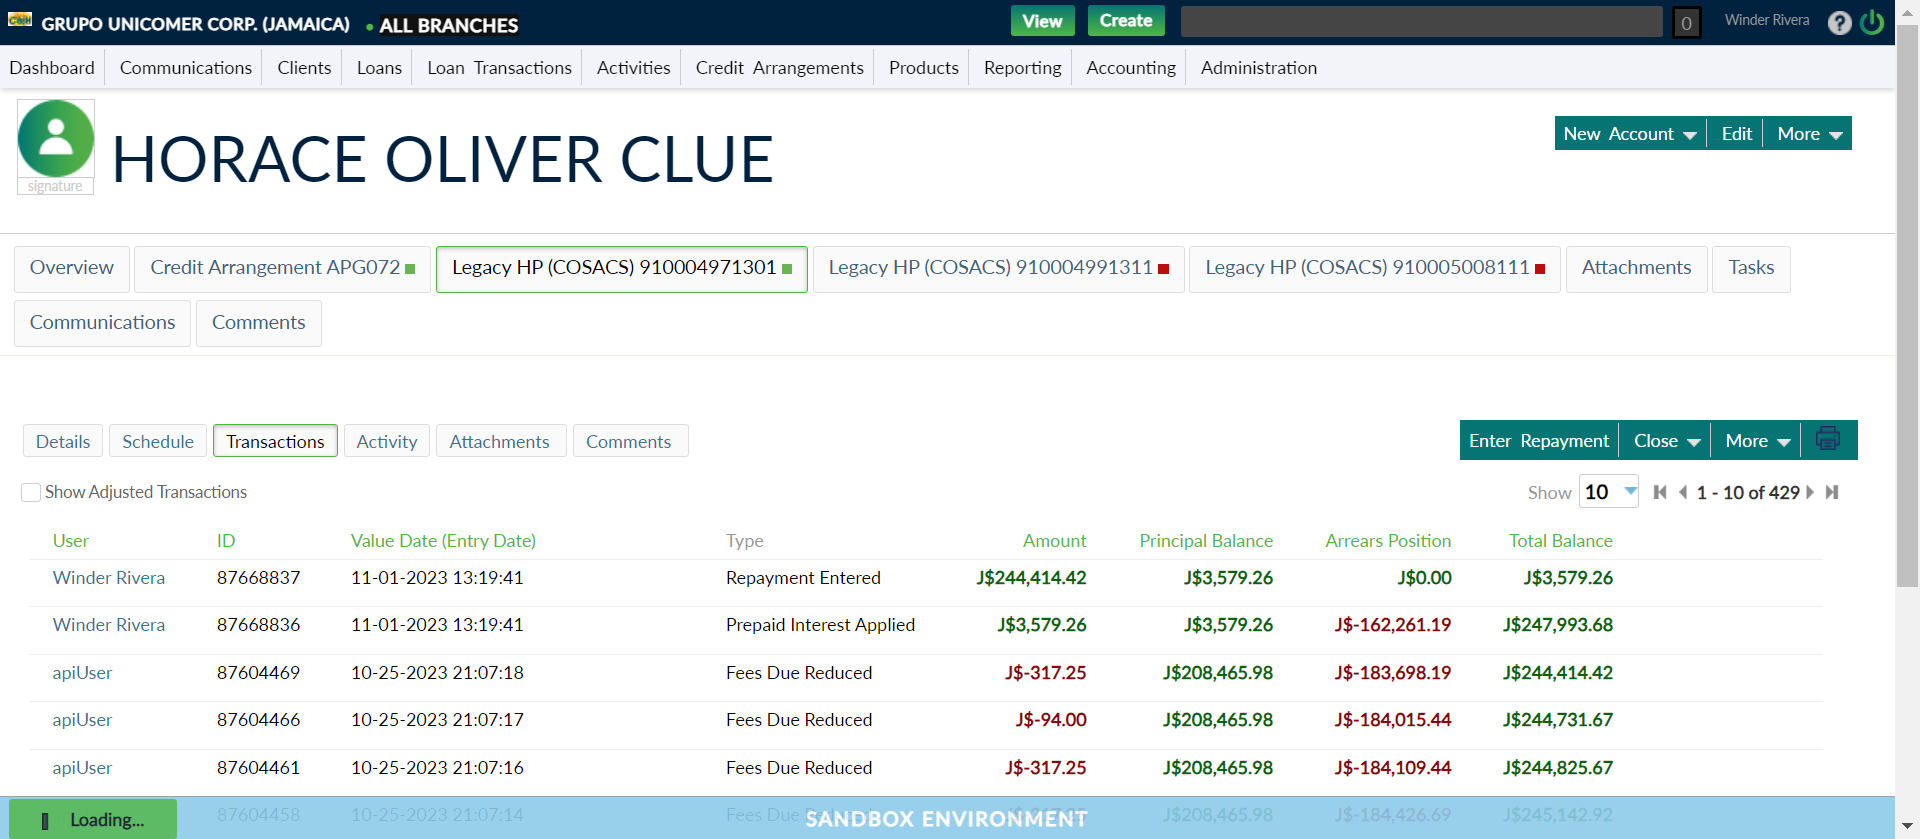 GRUPO UNICOMER CORP. (JAMAICA) ALL BRANCHES View Create 0 Winder Rivera ?
Dashboard Communications Clients Loans Loan Transactions Activities Credit Arrangements Products Reporting Accounting Administration
HORACE OLIVER CLUE
signature
New Account Edit More
Overview Credit Arrangement APG072 Legacy HP (COSACS) 910004971301 Legacy HP (COSACS) 910004991311 Legacy HP (COSACS) 910005008111 Attachments Tasks
Communications Comments
Details Schedule Transactions Activity Attachments Comments Enter Repayment Close More
Show Adjusted Transactions Show 10 1 - 10 of 429
User ID Value Date (Entry Date) Type Amount Principal Balance Arrears Position Total Balance
Winder Rivera 87668837 11-01-2023 13:19:41 Repayment Entered J$244,414.42 J$3,579.26 J$0.00 J$3,579.26
Winder Rivera 87668836 11-01-2023 13:19:41 Prepaid Interest Applied J$3,579.26 J$3,579.26 J$-162,261.19 J$247,993.68
apiUser 87604469 10-25-2023 21:07:18 Fees Due Reduced J$-317.25 J$208,465.98 J$-183,698.19 J$244,414.42
apiUser 87604466 10-25-2023 21:07:17 Fees Due Reduced J$-94.00 J$208,465.98 J$-184,015.44 J$244,731.67
apiUser 87604461 10-25-2023 21:07:16 Fees Due Reduced J$-317.25 J$208,465.98 J$-184,109.44 J$244,825.67
87604458 10-25-2023 21:07:14 Fees Due Reduced J$208,465.98 J$-184,426.69 J$245,142.92
Loading... SANDBOX ENVIRONMENT